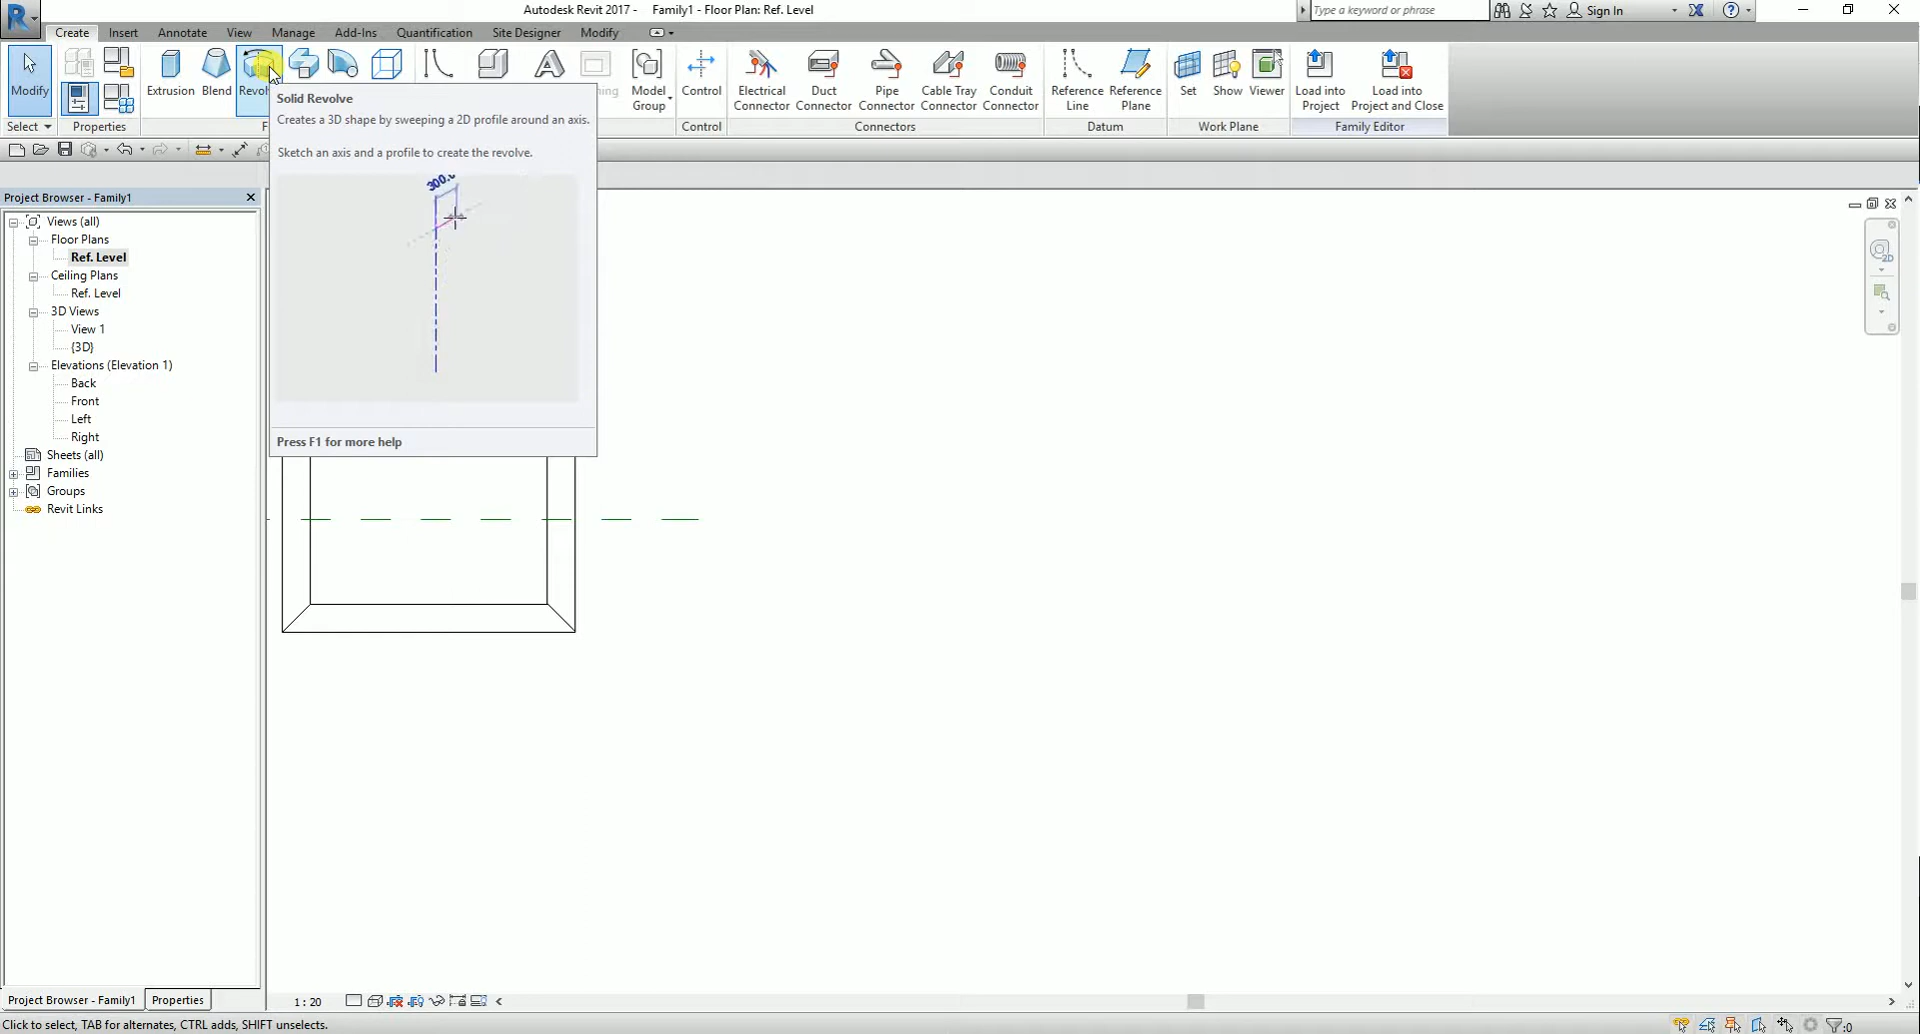 Autodesk Revit 2017 - Family1 - Floor Plan: Ref. Level
Type a keyword or phrase
Sign In
Create Insert Annotate View Manage Add-Ins Quantification Site Designer Modify
Modify
Extrusion
Blend
Model Group
Control
Electrical Connector
Duct Connector
Pipe Connector
Cable Tray Connector
Conduit Connector
Reference Line
Reference Plane
Set
Show
Viewer
Load into Project
Load into Project and Close
Select
Properties
Control
Connectors
Datum
Work Plane
Family Editor
Solid Revolve
Creates a 3D shape by sweeping a 2D profile around an axis.
Sketch an axis and a profile to create the revolve.
Press F1 for more help
Project Browser - Family1
Views (all)
Floor Plans
Ref. Level
Ceiling Plans
Ref. Level
3D Views
View 1
{3D}
Elevations (Elevation 1)
Back
Front
Left
Right
Sheets (all)
Families
Groups
Revit Links
Project Browser - Family1
Properties
1 : 20
Click to select, TAB for alternates, CTRL adds, SHIFT unselects.
:0